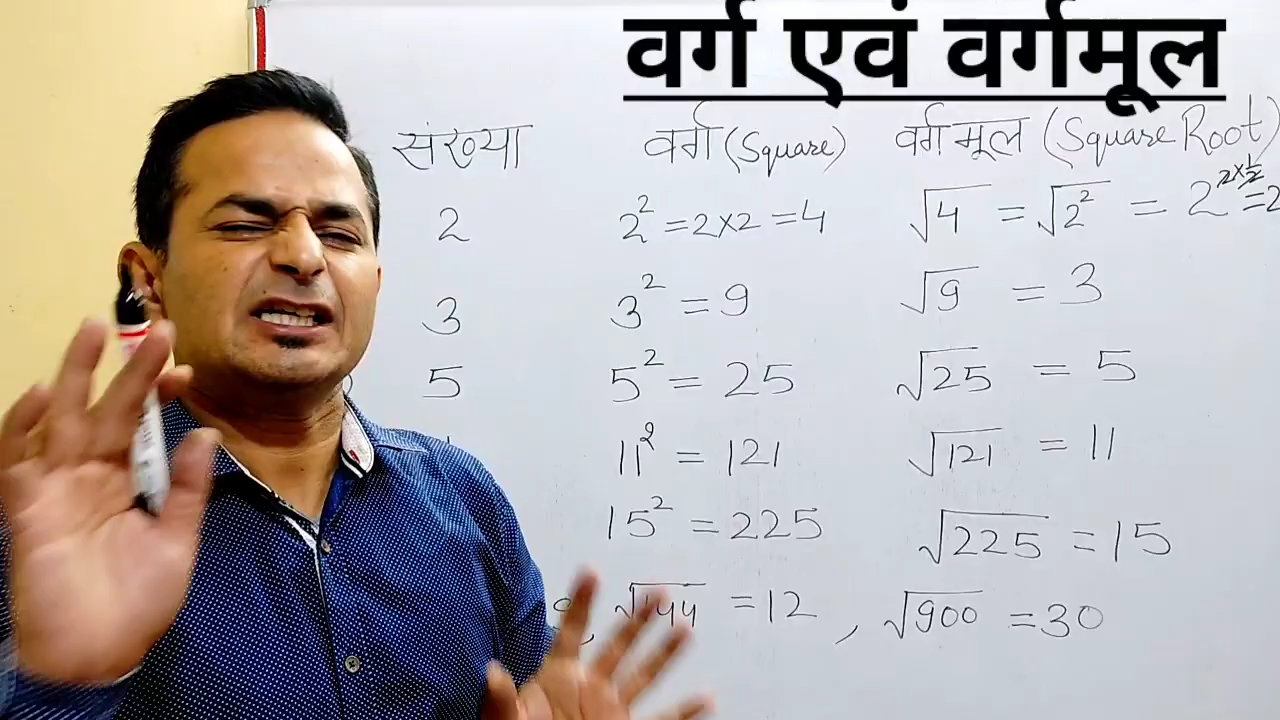 वर्ग एवं वर्गमूल
संख्या वर्ग (Square) वर्गमूल (Square Root)
2 2² = 2×2 = 4 √4 = √2² = 2^(2×1/2) = 2
3 3² = 9 √9 = 3
5 5² = 25 √25 = 5
11² = 121 √121 = 11
15² = 225 √225 = 15
√144 = 12 , √900 = 30